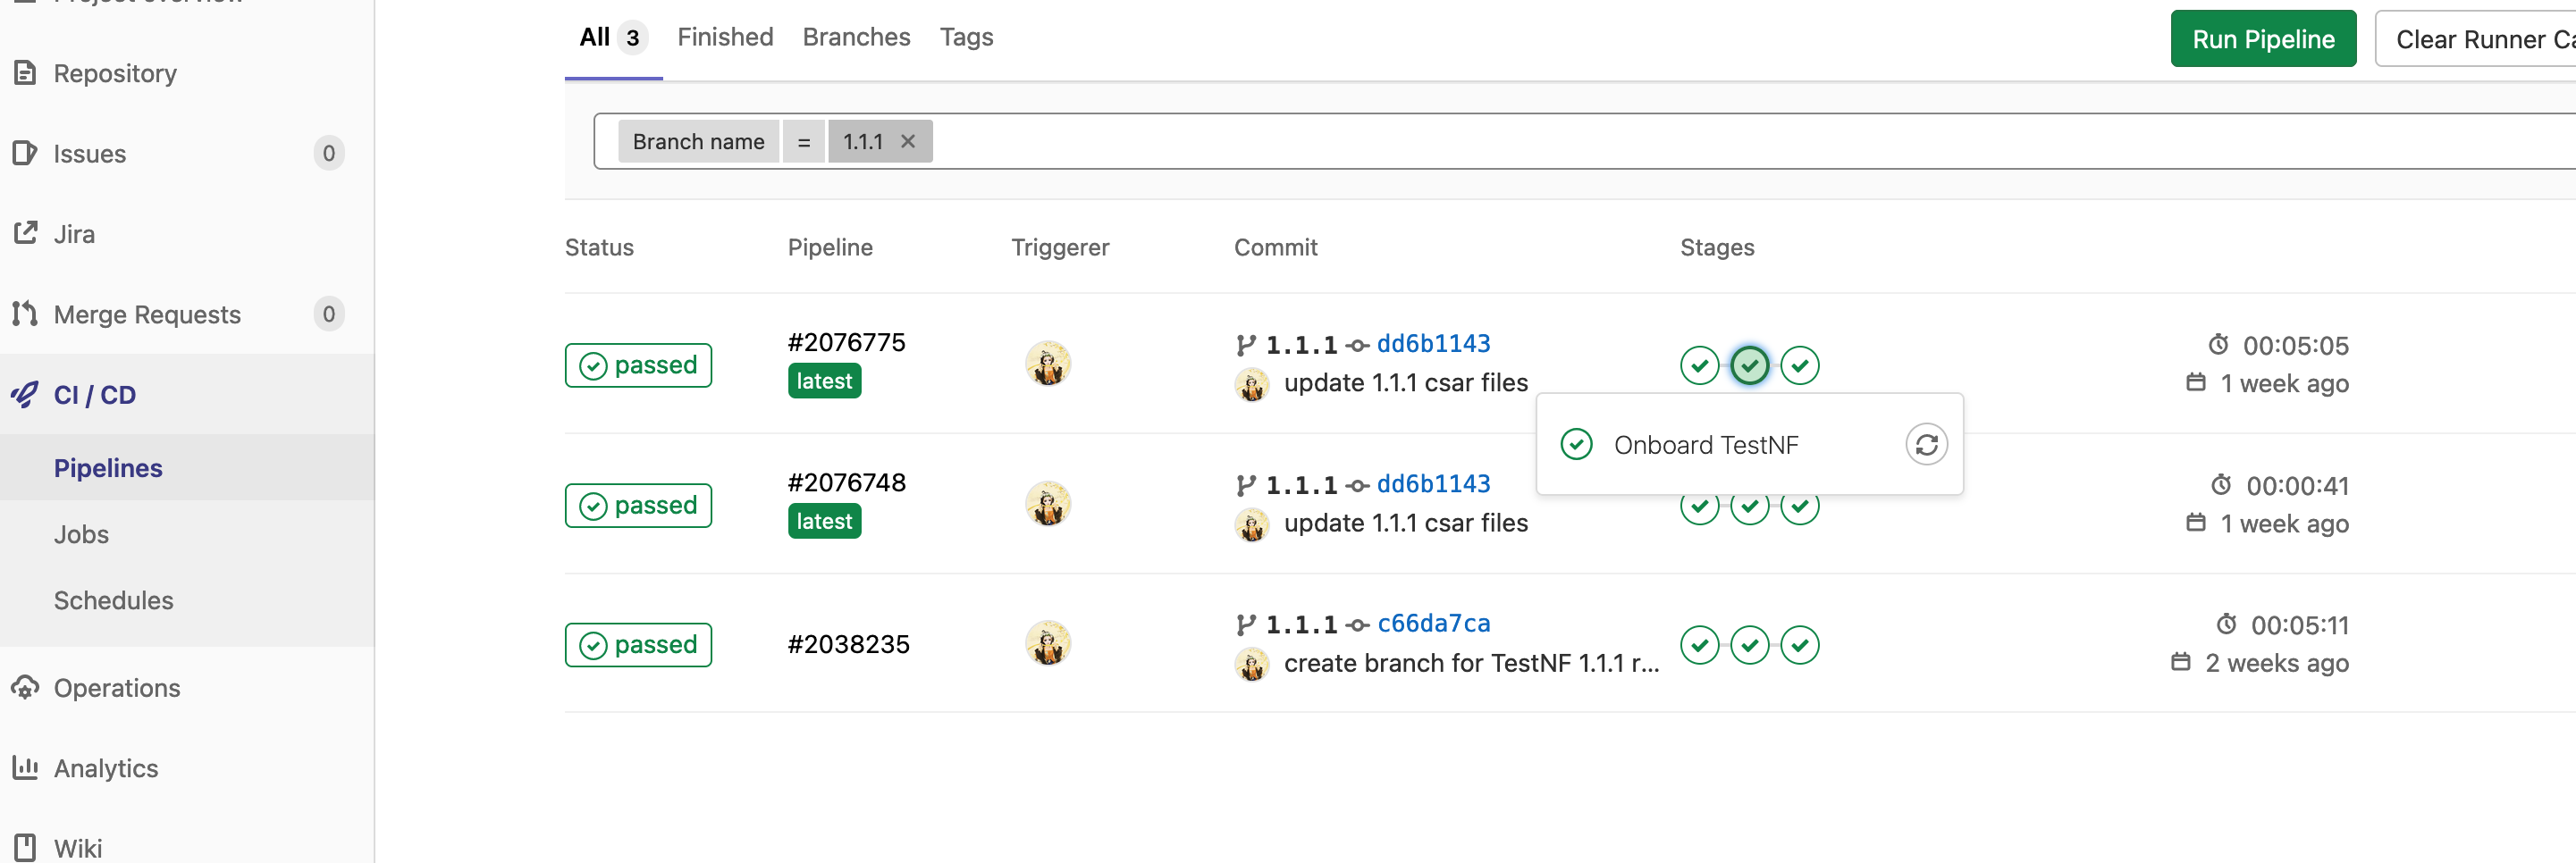 All 3 Finished Branches Tags Run Pipeline Clear Runner Ca
Repository
Issues 0
Jira
Merge Requests 0
CI / CD
Pipelines
Jobs
Schedules
Operations
Analytics
Wiki
Branch name = 1.1.1
Status Pipeline Triggerer Commit Stages
passed #2076775 1.1.1 dd6b1143 00:05:05
latest update 1.1.1 csar files 1 week ago
Onboard TestNF
passed #2076748 1.1.1 dd6b1143 00:00:41
latest update 1.1.1 csar files 1 week ago
passed #2038235 1.1.1 c66da7ca 00:05:11
create branch for TestNF 1.1.1 r... 2 weeks ago